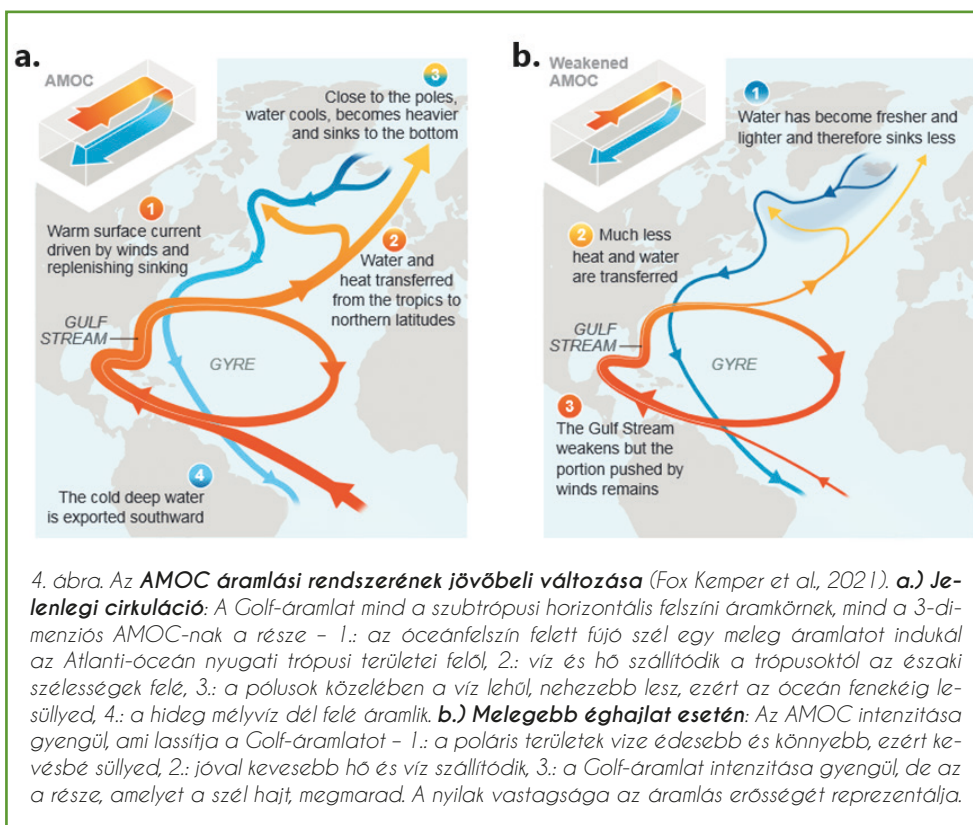 a.
AMOC
3
Close to the poles,
water cools, becomes heavier
and sinks to the bottom
1
Warm surface current
driven by winds and
replenishing sinking
2
Water and
heat transferred
from the tropics to
northern latitudes
GULF
STREAM
GYRE
4
The cold deep water
is exported southward
b.
Weakened
AMOC
1
Water has become fresher and
lighter and therefore sinks less
2
Much less
heat and water
are transferred
GULF
STREAM
GYRE
3
The Gulf Stream
weakens but the
portion pushed by
winds remains
4. ábra. Az AMOC áramlási rendszerének jövőbeli változása (Fox Kemper et al., 2021). a.) Je-
lenlegi cirkuláció: A Golf-áramlat mind a szubtrópusi horizontális felszíni áramkörnek, mind a 3-di-
menziós AMOC-nak a része – 1.: az óceánfelszín felett fújó szél egy meleg áramlatot indukál
az Atlanti-óceán nyugati trópusi területei felől, 2.: víz és hő szállítódik a trópusoktól az északi
szélességek felé, 3.: a pólusok közelében a víz lehűl, nehezebb lesz, ezért az óceán fenekéig le-
süllyed, 4.: a hideg mélyvíz dél felé áramlik. b.) Melegebb éghajlat esetén: Az AMOC intenzitása
gyengül, ami lassítja a Golf-áramlatot – 1.: a poláris területek vize édesebb és könnyebb, ezért ke-
vésbé süllyed, 2.: jóval kevesebb hő és víz szállítódik, 3.: a Golf-áramlat intenzitása gyengül, de az
a része, amelyet a szél hajt, megmarad. A nyilak vastagsága az áramlás erősségét reprezentálja.